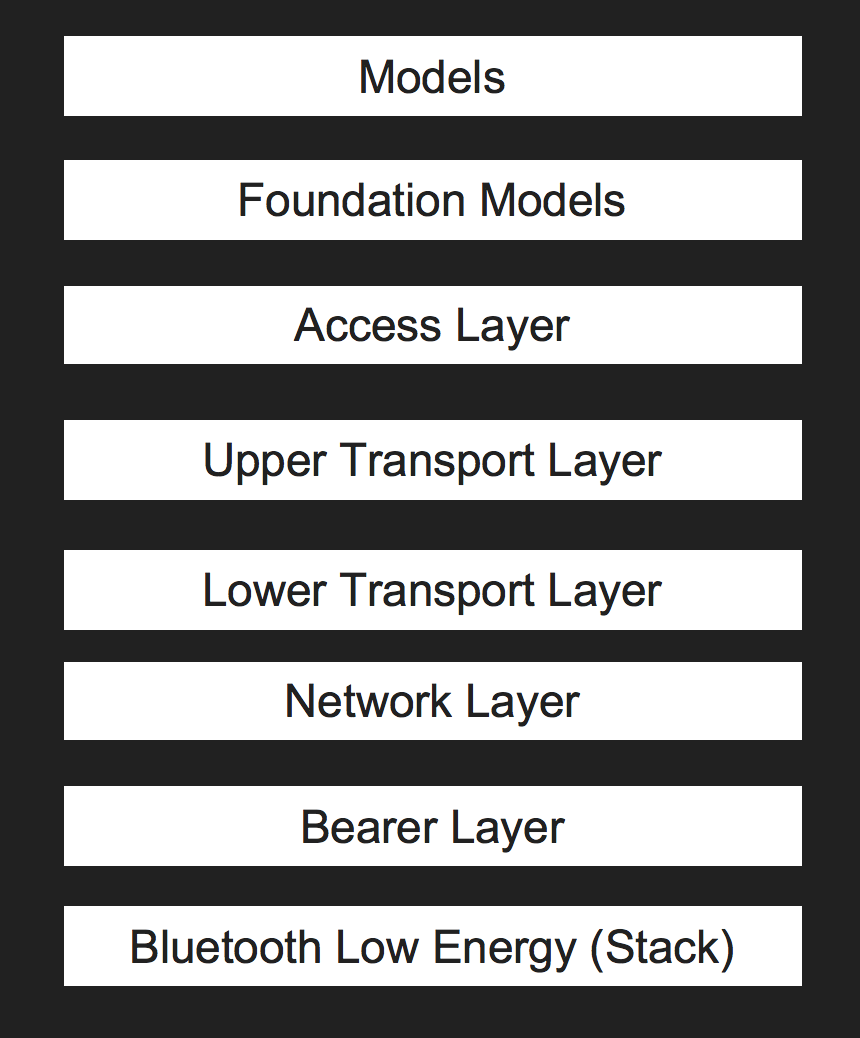 Models
Foundation Models
Access Layer
Upper Transport Layer
Lower Transport Layer
Network Layer
Bearer Layer
Bluetooth Low Energy (Stack)